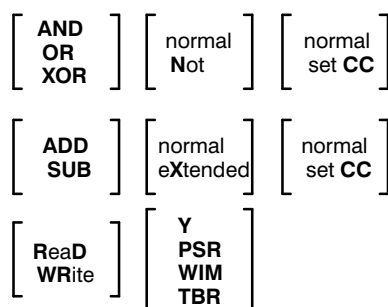 AND
OR
XOR
normal
Not
normal
set CC
ADD
SUB
normal
eXtended
normal
set CC
ReaD
WRite
Y
PSR
WIM
TBR